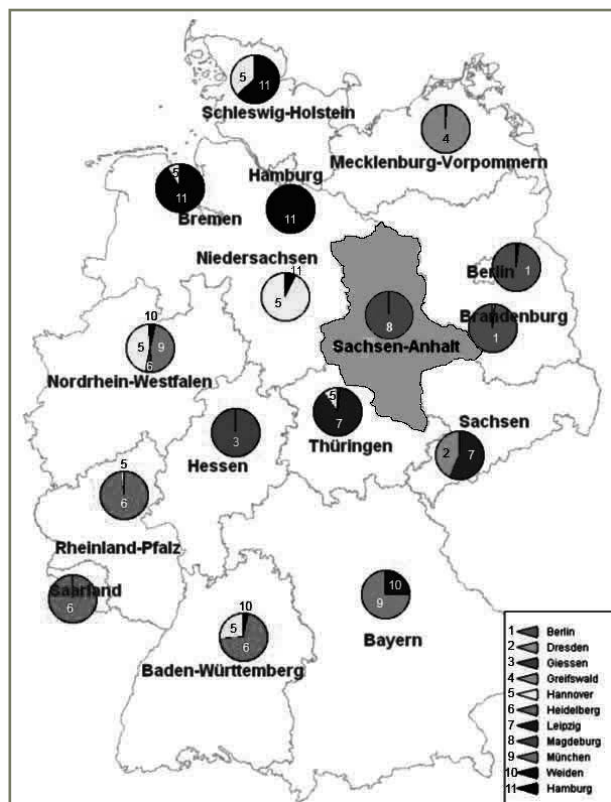 5
11
Schleswig-Holstein
4
Mecklenburg-Vorpommern
5
11
Bremen
Hamburg
11
Niedersachsen
11
5
Berlin
1
Brandenburg
1
8
Sachsen-Anhalt
10
5
9
6
Nordrhein-Westfalen
5
7
Thüringen
Sachsen
2
7
3
Hessen
5
6
Rheinland-Pfalz
Saarland
6
10
5
6
Baden-Württemberg
10
9
Bayern
1 Berlin
2 Dresden
3 Giessen
4 Greifswald
5 Hannover
6 Heidelberg
7 Leipzig
8 Magdeburg
9 München
10 Weiden
11 Hamburg